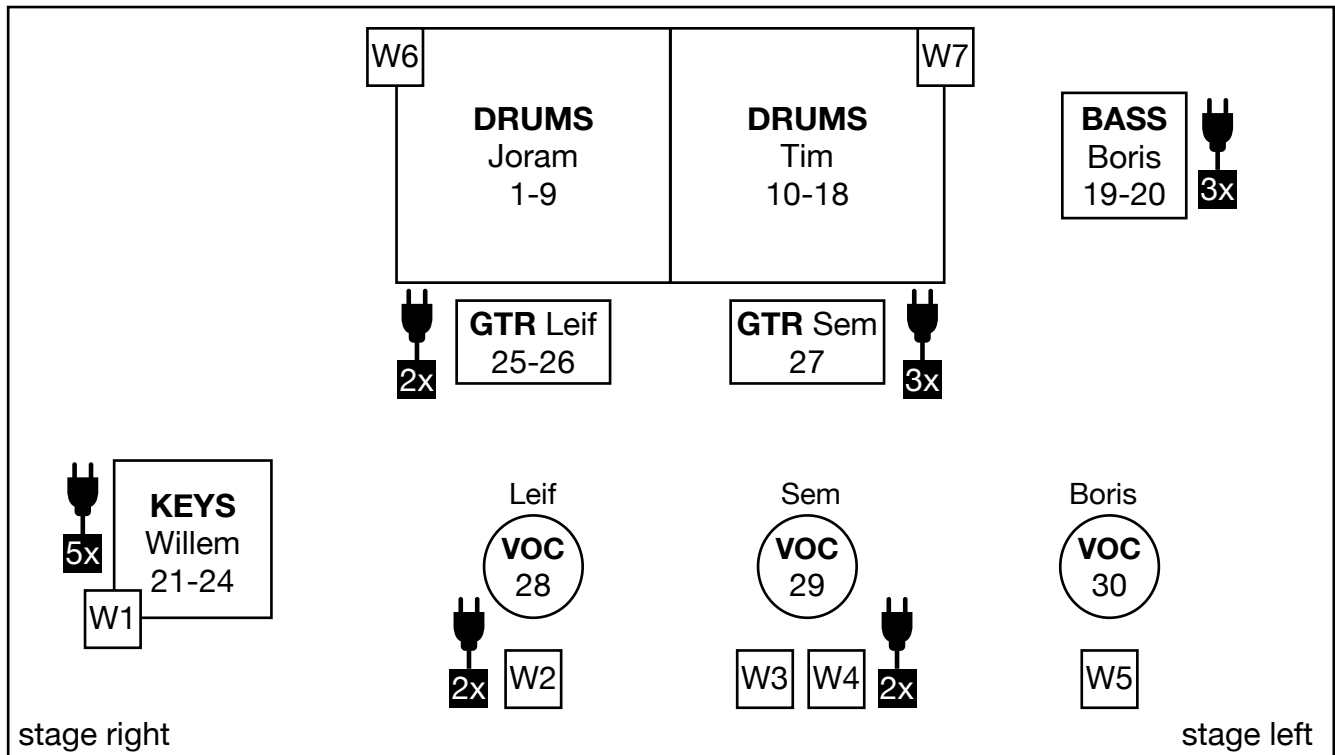 W6
W7
DRUMS
Joram
1-9
DRUMS
Tim
10-18
BASS
Boris
19-20
3x
2x
GTR Leif
25-26
GTR Sem
27
3x
5x
KEYS
Willem
21-24
W1
Leif
VOC
28
Sem
VOC
29
Boris
VOC
30
2x
W2
W3
W4
2x
W5
stage right
stage left